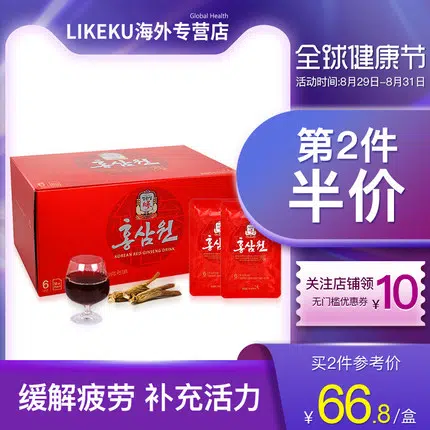 Global Health
LIKEKU海外专营店
全球健康节
活动时间:8月29日-8月31日
第2件
半价
홍삼원
KOREAN RED GINSENG DRINK
홍삼원
홍삼원
关注店铺领
无门槛优惠券
¥10
缓解疲劳 补充活力
买2件参考价
¥66.8/盒